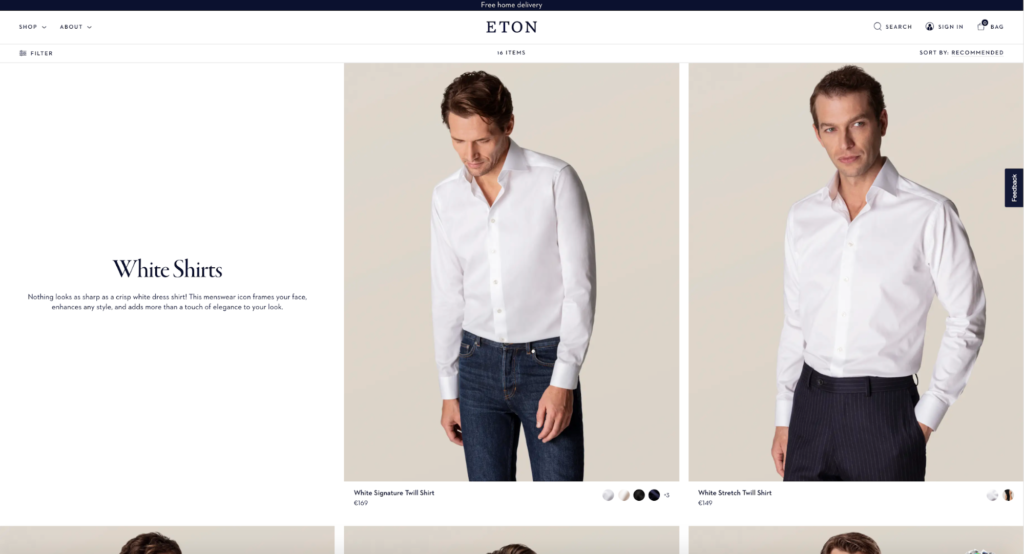 Free home delivery
SHOP ABOUT ETON SEARCH SIGN IN 0 BAG
FILTER 16 ITEMS SORT BY: RECOMMENDED
Feedback
White Shirts
Nothing looks as sharp as a crisp white dress shirt! This menswear icon frames your face,
enhances any style, and adds more than a touch of elegance to your look.
White Signature Twill Shirt +3
€169
White Stretch Twill Shirt
€149